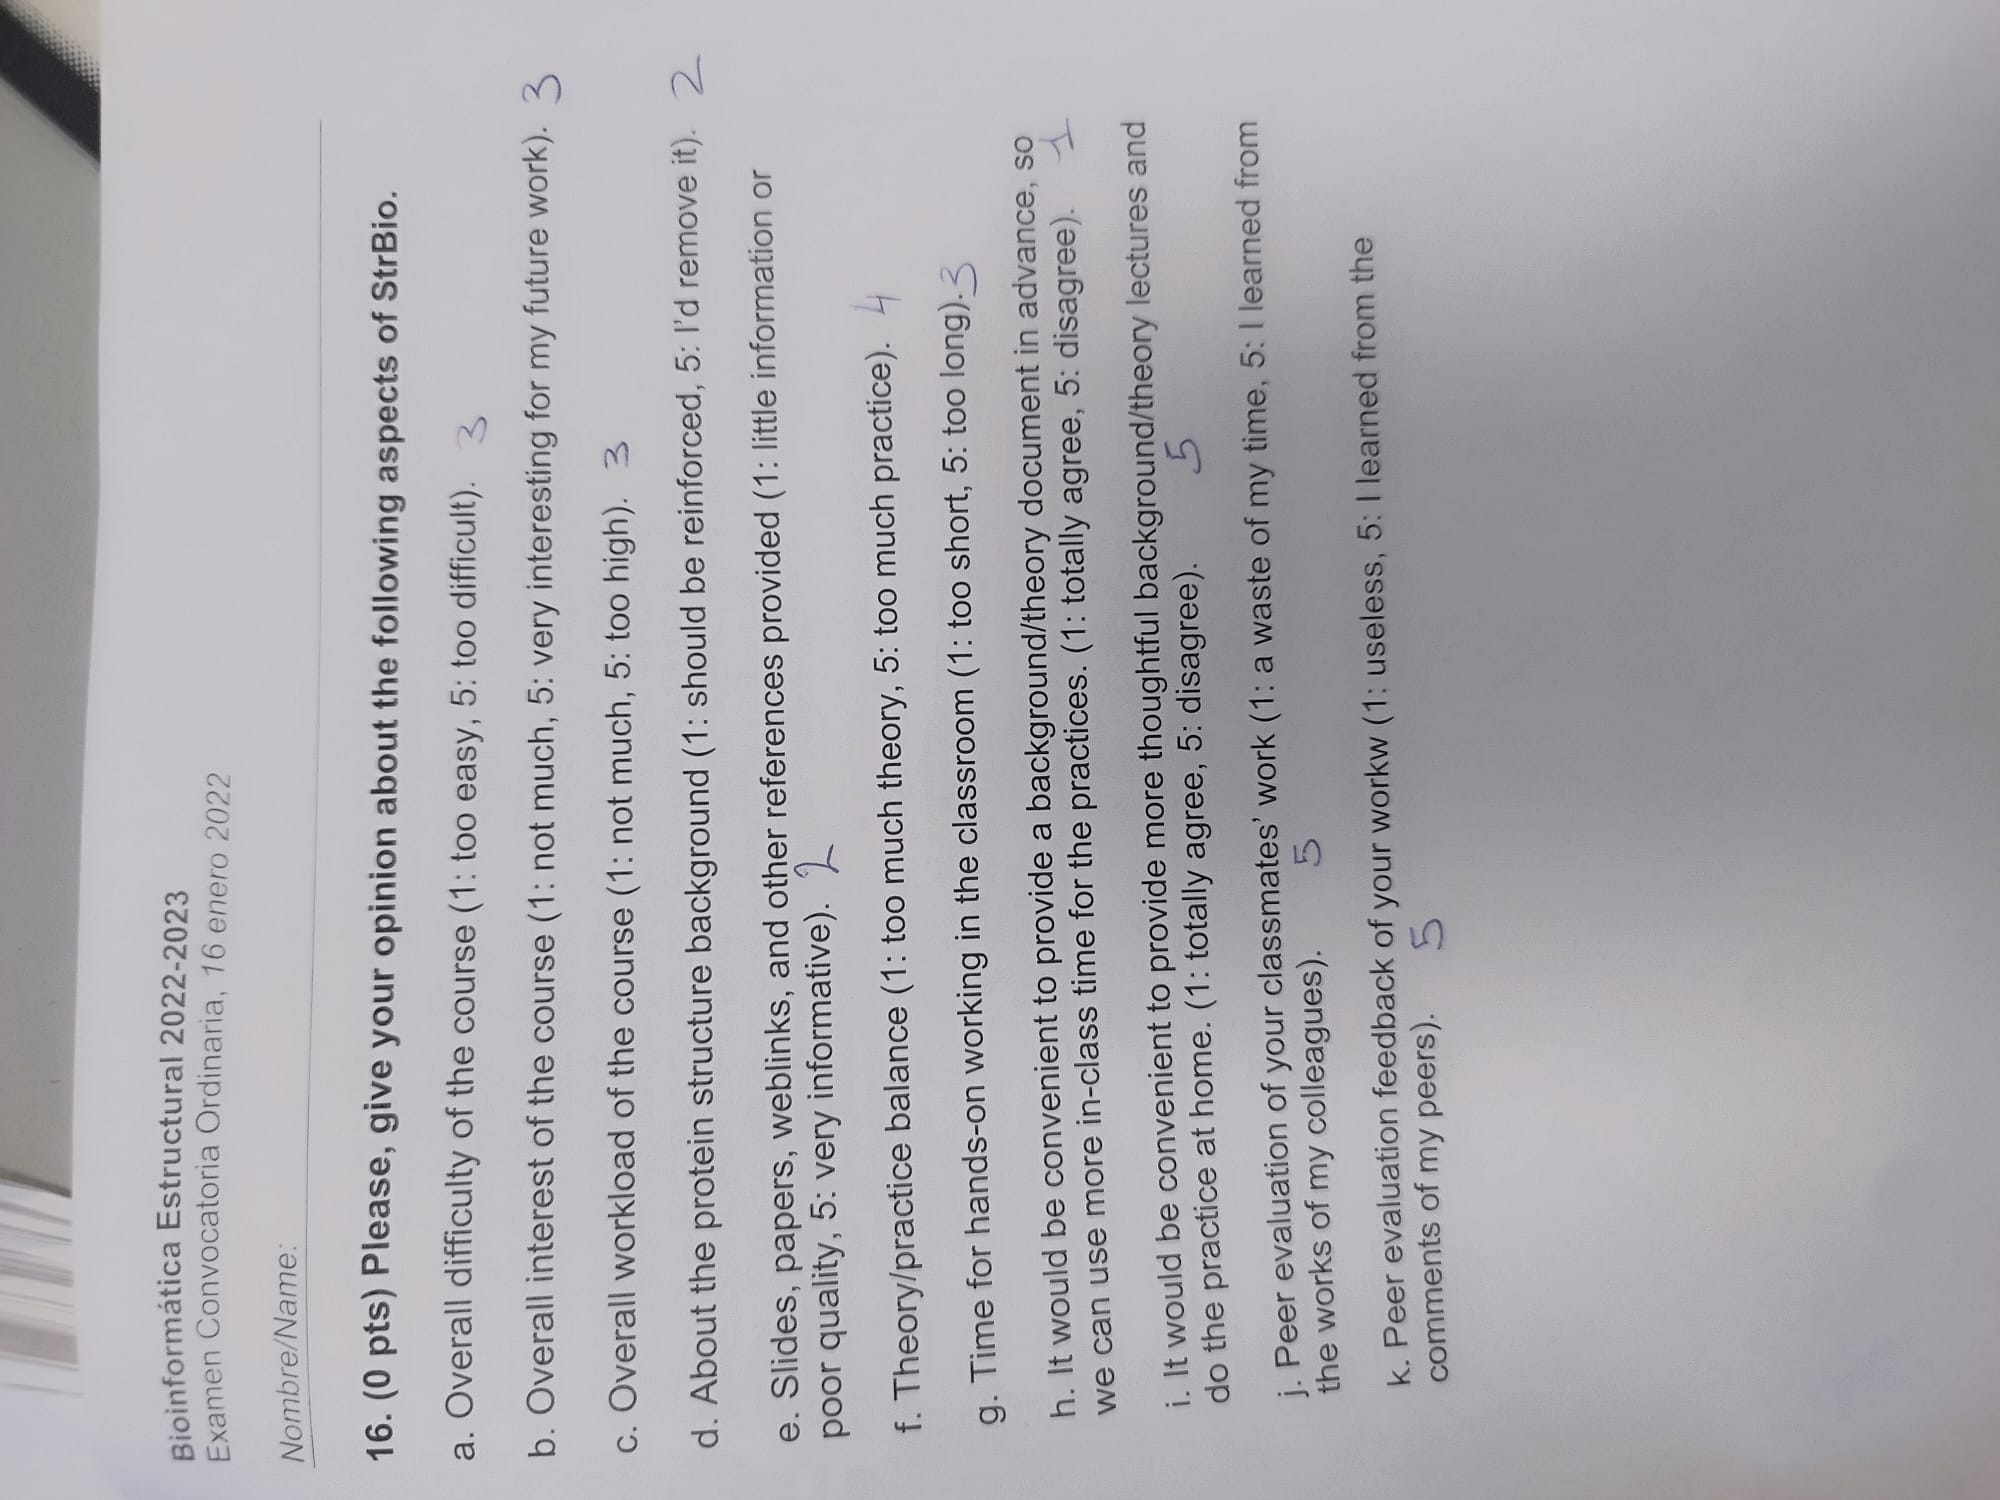 Bioinformática Estructural 2022-2023
Examen Convocatoria Ordinaria, 16 enero 2022
Nombre/Name:
16. (0 pts) Please, give your opinion about the following aspects of StrBio.
a. Overall difficulty of the course (1: too easy, 5: too difficult). 3
b. Overall interest of the course (1: not much, 5: very interesting for my future work). 3
c. Overall workload of the course (1: not much, 5: too high). 3
d. About the protein structure background (1: should be reinforced, 5: I'd remove it). 2
e. Slides, papers, weblinks, and other references provided (1: little information or
poor quality, 5: very informative). 2
f. Theory/practice balance (1: too much theory, 5: too much practice). 4
g. Time for hands-on working in the classroom (1: too short, 5: too long). 3
h. It would be convenient to provide a background/theory document in advance, so
we can use more in-class time for the practices. (1: totally agree, 5: disagree). 1
i. It would be convenient to provide more thoughtful background/theory lectures and
do the practice at home. (1: totally agree, 5: disagree). 5
j. Peer evaluation of your classmates' work (1: a waste of my time, 5: I learned from
the works of my colleagues). 5
k. Peer evaluation feedback of your workw (1: useless, 5: I learned from the
comments of my peers). 5